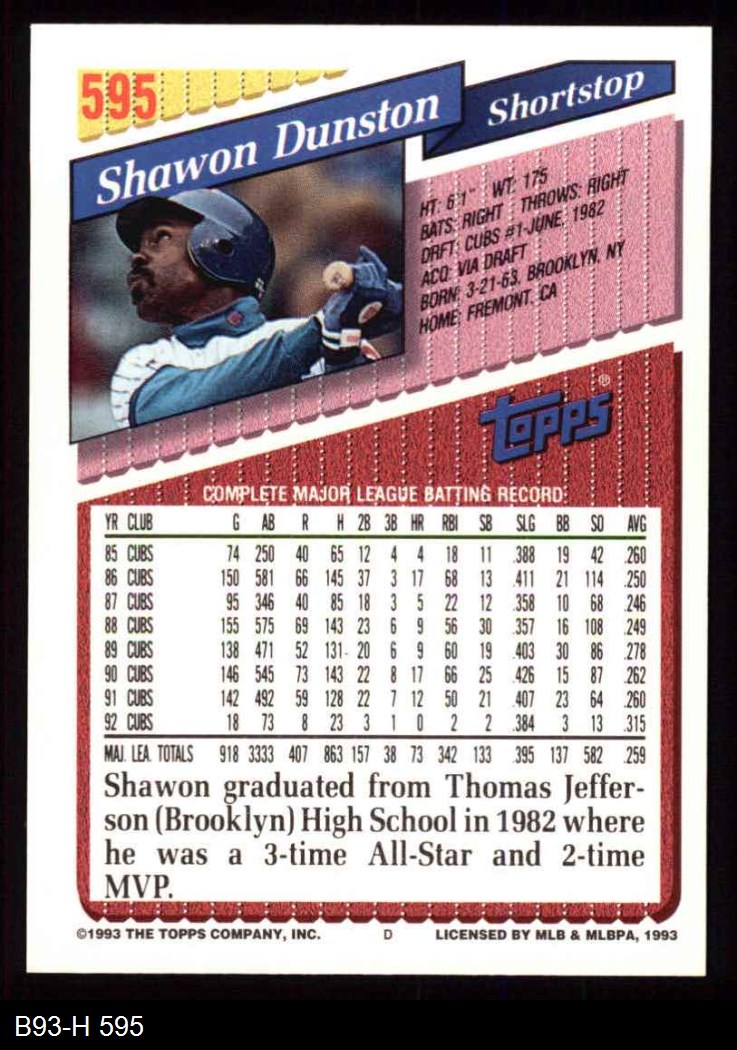 595
Shawon Dunston
Shortstop
HT: 6'1" WT: 175
BATS: RIGHT THROWS: RIGHT
DRFT: CUBS #1-JUNE, 1982
ACQ: VIA DRAFT
BORN: 3-21-63, BROOKLYN, NY
HOME: FREMONT, CA
topps®
COMPLETE MAJOR LEAGUE BATTING RECORD
YR CLUB G AB R H 2B 3B HR RBI SB SLG BB SO AVG
85 CUBS 74 250 40 65 12 4 4 18 11 .388 19 42 .260
86 CUBS 150 581 66 145 37 3 17 68 13 .411 21 114 .250
87 CUBS 95 346 40 85 18 3 5 22 12 .358 10 68 .246
88 CUBS 155 575 69 143 23 6 9 56 30 .357 16 108 .249
89 CUBS 138 471 52 131 20 6 9 60 19 .403 30 86 .278
90 CUBS 146 545 73 143 22 8 17 66 25 .426 15 87 .262
91 CUBS 142 492 59 128 22 7 12 50 21 .407 23 64 .260
92 CUBS 18 73 8 23 3 1 0 2 2 .384 3 13 .315
MAJ. LEA. TOTALS 918 3333 407 863 157 38 73 342 133 .395 137 582 .259
Shawon graduated from Thomas Jeffer-
son (Brooklyn) High School in 1982 where
he was a 3-time All-Star and 2-time
MVP.
©1993 THE TOPPS COMPANY, INC. D LICENSED BY MLB & MLBPA, 1993
B93-H 595